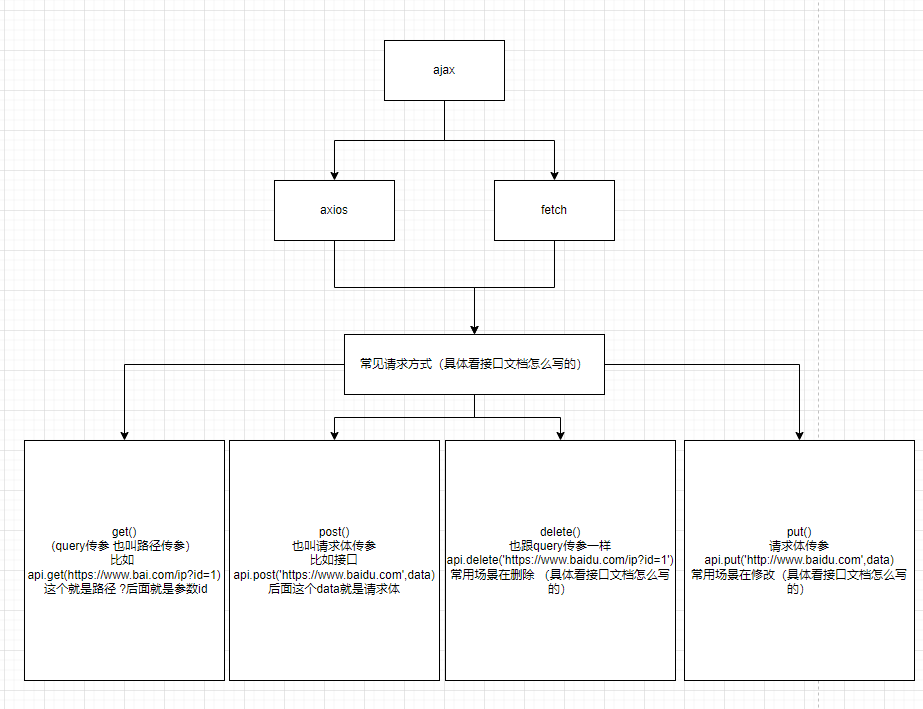 ajax
axios
fetch
常见请求方式（具体看接口文档怎么写的）
get()
（query传参 也叫路径传参）
比如
api.get(https://www.bai.com/ip?id=1)
这个就是路径 ?后面就是参数id
post()
也叫请求体传参
比如接口
api.post('https://www.baidu.com',data)
后面这个data就是请求体
delete()
也跟query传参一样
api.delete('https://www.baidu.com/ip?id=1')
常用场景在删除 （具体看接口文档怎么写
的）
put()
请求体传参
api.put('http://www.baidu.com',data)
常用场景在修改（具体看接口文档怎么写
的）